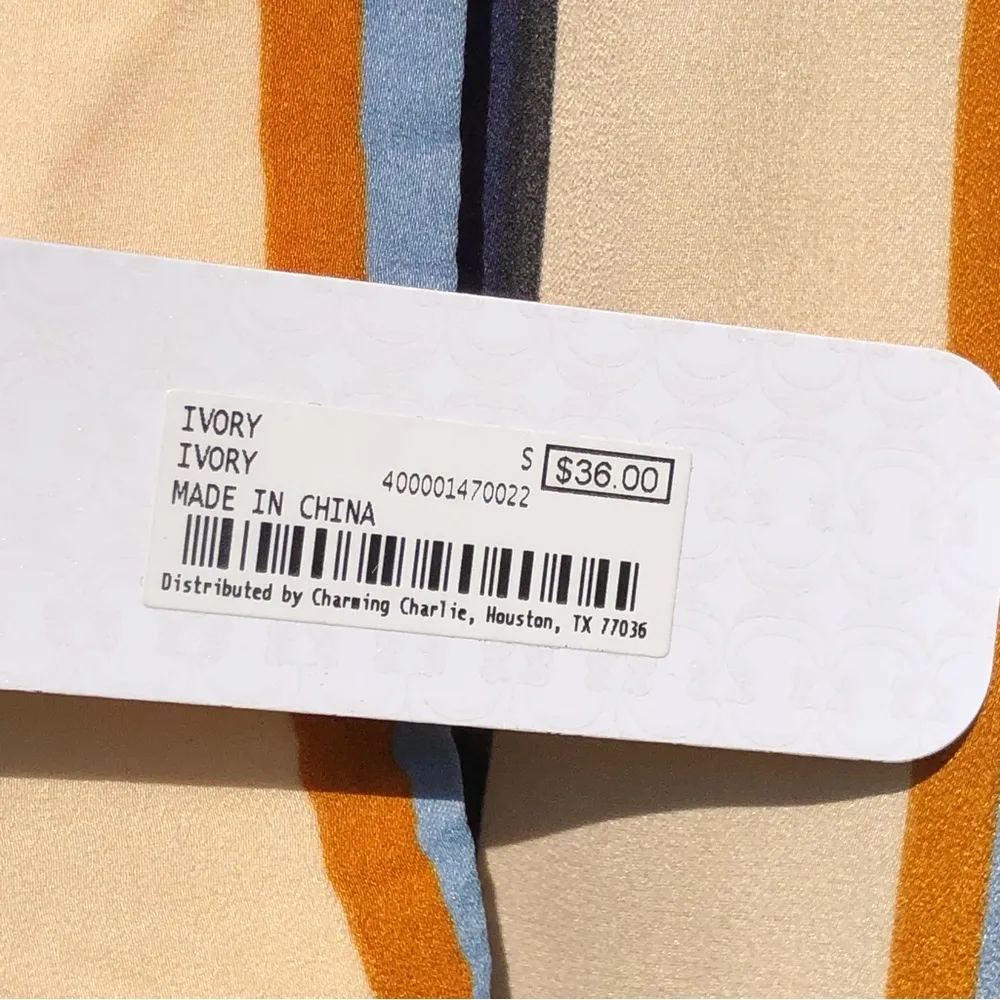 IVORY
IVORY
S $36.00
400001470022
MADE IN CHINA
Distributed by Charming Charlie, Houston, TX 77036